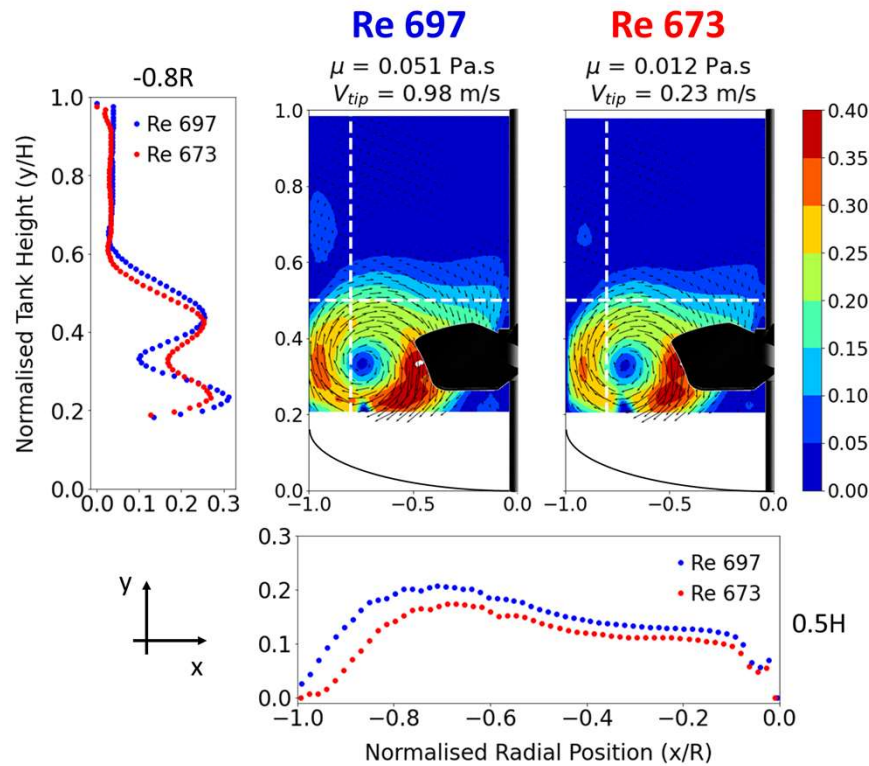 Re 697
Re 673
μ = 0.051 Pa.s
V_tip = 0.98 m/s
μ = 0.012 Pa.s
V_tip = 0.23 m/s
-0.8R
Normalised Tank Height (y/H)
1.0
0.8
0.6
0.4
0.2
0.0
Re 697
Re 673
0.0 0.1 0.2 0.3
1.0
0.8
0.6
0.4
0.2
0.0
−1.0 −0.5 0.0
1.0
0.8
0.6
0.4
0.2
0.0
−1.0 −0.5 0.0
0.40
0.35
0.30
0.25
0.20
0.15
0.10
0.05
0.00
y
x
0.3
0.2
0.1
0.0
Re 697
Re 673
0.5H
-1.0 -0.8 -0.6 -0.4 -0.2 0.0
Normalised Radial Position (x/R)